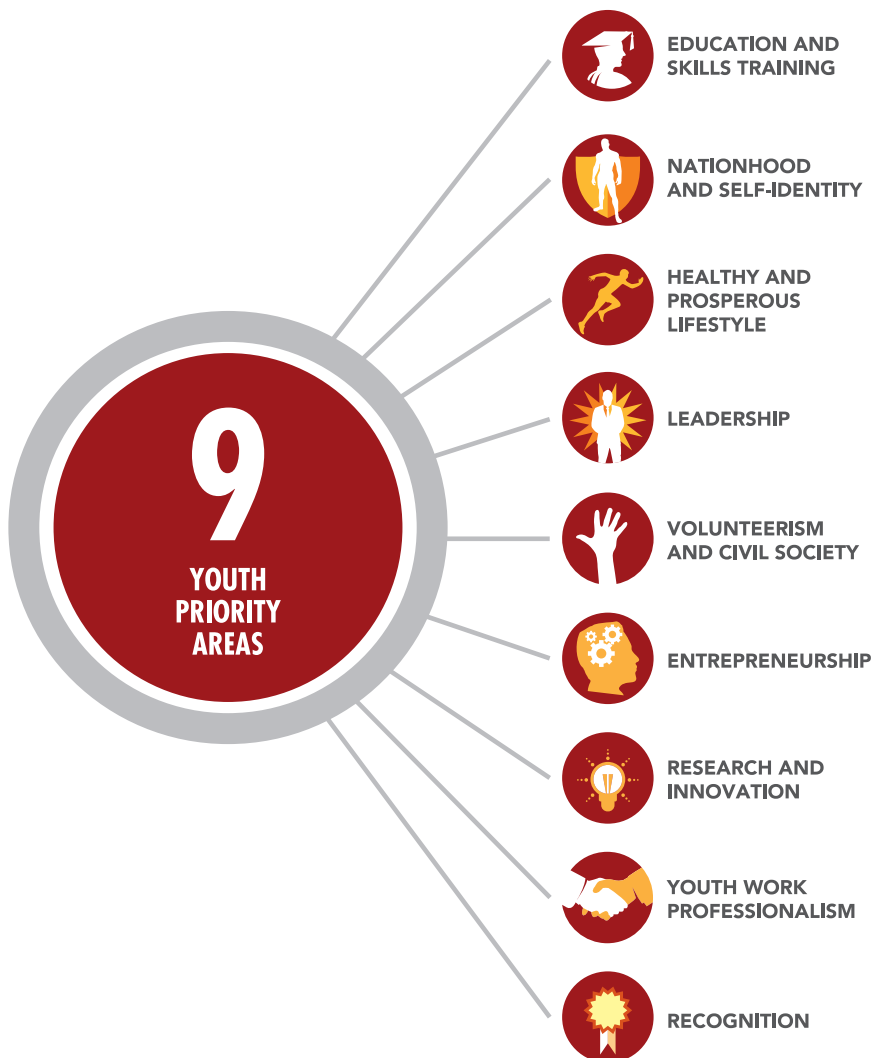 9
YOUTH
PRIORITY
AREAS
EDUCATION AND
SKILLS TRAINING
NATIONHOOD
AND SELF-IDENTITY
HEALTHY AND
PROSPEROUS
LIFESTYLE
LEADERSHIP
VOLUNTEERISM
AND CIVIL SOCIETY
ENTREPRENEURSHIP
RESEARCH AND
INNOVATION
YOUTH WORK
PROFESSIONALISM
RECOGNITION